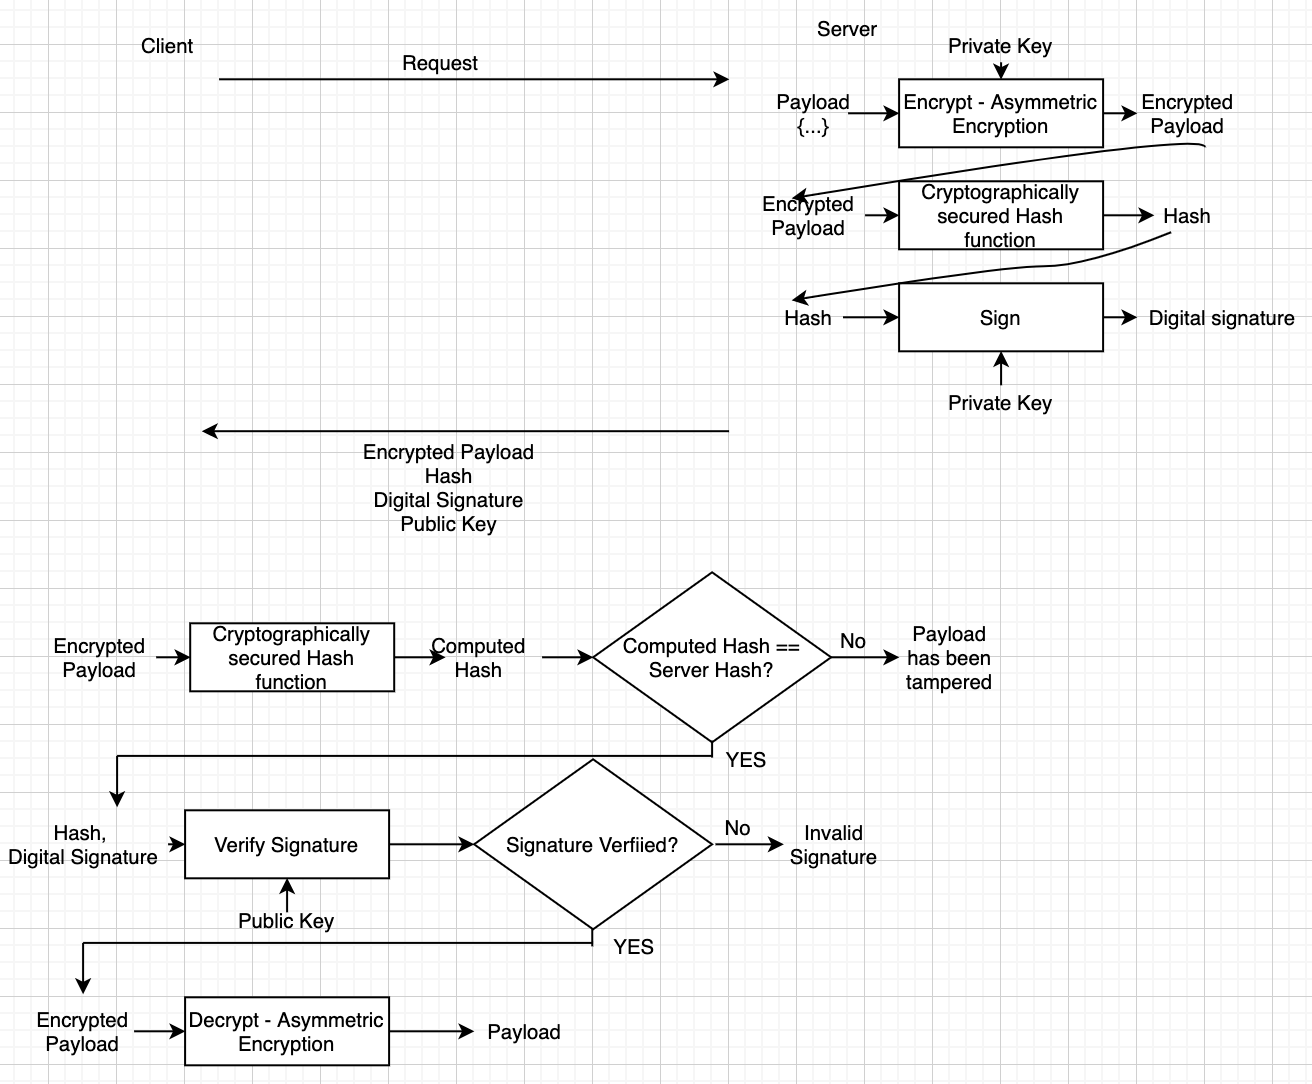 Client
Server
Request
Private Key
Payload
{...}
Encrypt - Asymmetric
Encryption
Encrypted
Payload
Encrypted
Payload
Cryptographically
secured Hash
function
Hash
Hash
Sign
Digital signature
Private Key
Encrypted Payload
Hash
Digital Signature
Public Key
Encrypted
Payload
Cryptographically
secured Hash
function
Computed
Hash
Computed Hash ==
Server Hash?
No
Payload
has been
tampered
YES
Hash,
Digital Signature
Verify Signature
Public Key
Signature Verfiied?
No
Invalid
Signature
YES
Encrypted
Payload
Decrypt - Asymmetric
Encryption
Payload